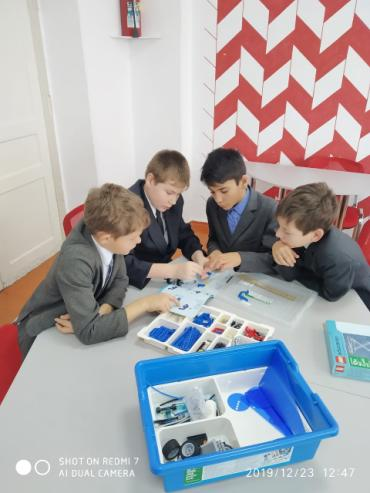 SHOT ON REDMI 7
AI DUAL CAMERA
2019/12/23 12:47